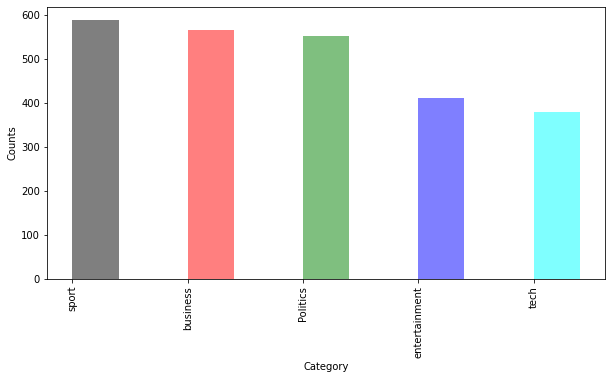 600
500
400
300
200
100
0
Counts
sport
business
Politics
entertainment
tech
Category